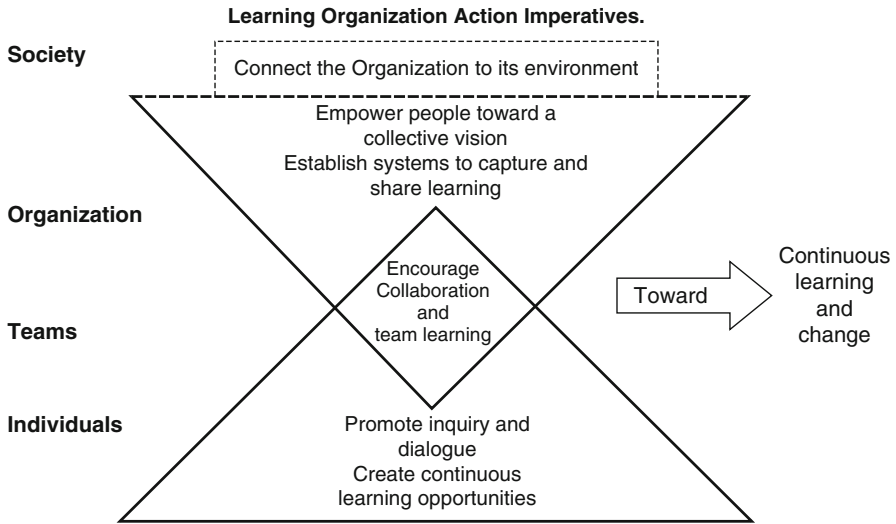 Learning Organization Action Imperatives.
Society
Connect the Organization to its environment
Empower people toward a
collective vision
Establish systems to capture and
share learning
Organization
Encourage
Collaboration
and
team learning
Toward
Continuous
learning
and
change
Teams
Individuals
Promote inquiry and
dialogue
Create continuous
learning opportunities